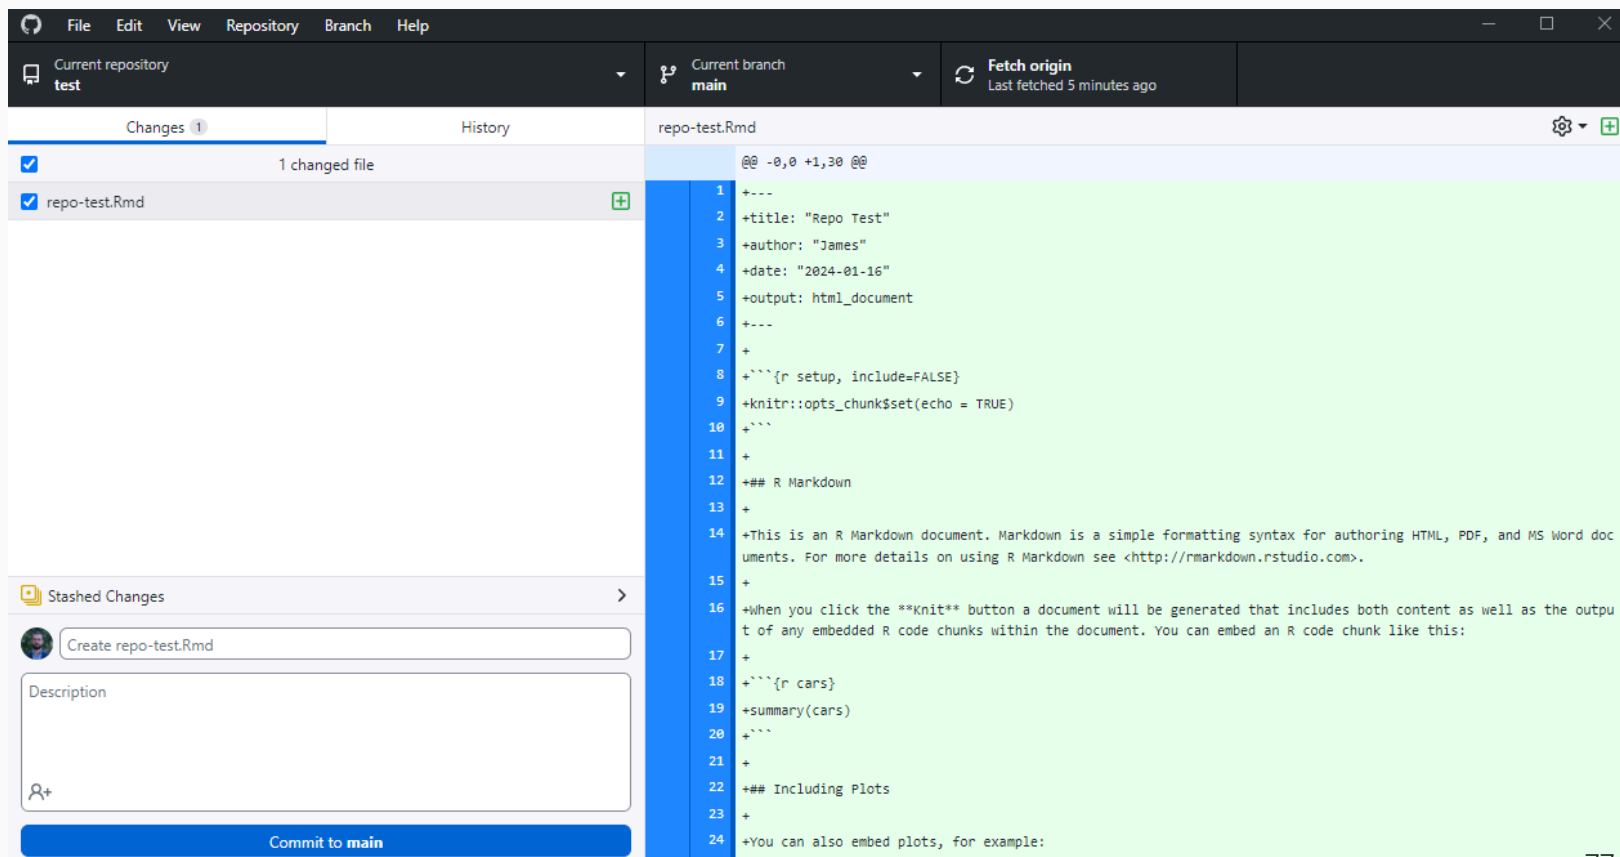 File Edit View Repository Branch Help
Current repository
test
Current branch
main
Fetch origin
Last fetched 5 minutes ago
Changes 1
History
1 changed file
repo-test.Rmd
Stashed Changes
Create repo-test.Rmd
Description
Commit to main
repo-test.Rmd
@@ -0,0 +1,30 @@
1 +---
2 +title: "Repo Test"
3 +author: "James"
4 +date: "2024-01-16"
5 +output: html_document
6 +---
7 +
8 +```{r setup, include=FALSE}
9 +knitr::opts_chunk$set(echo = TRUE)
10 +```
11 +
12 +## R Markdown
13 +
14 +This is an R Markdown document. Markdown is a simple formatting syntax for authoring HTML, PDF, and MS Word doc
uments. For more details on using R Markdown see <http://rmarkdown.rstudio.com>.
15 +
16 +When you click the **Knit** button a document will be generated that includes both content as well as the outpu
t of any embedded R code chunks within the document. You can embed an R code chunk like this:
17 +
18 +```{r cars}
19 +summary(cars)
20 +```
21 +
22 +## Including Plots
23 +
24 +You can also embed plots, for example: